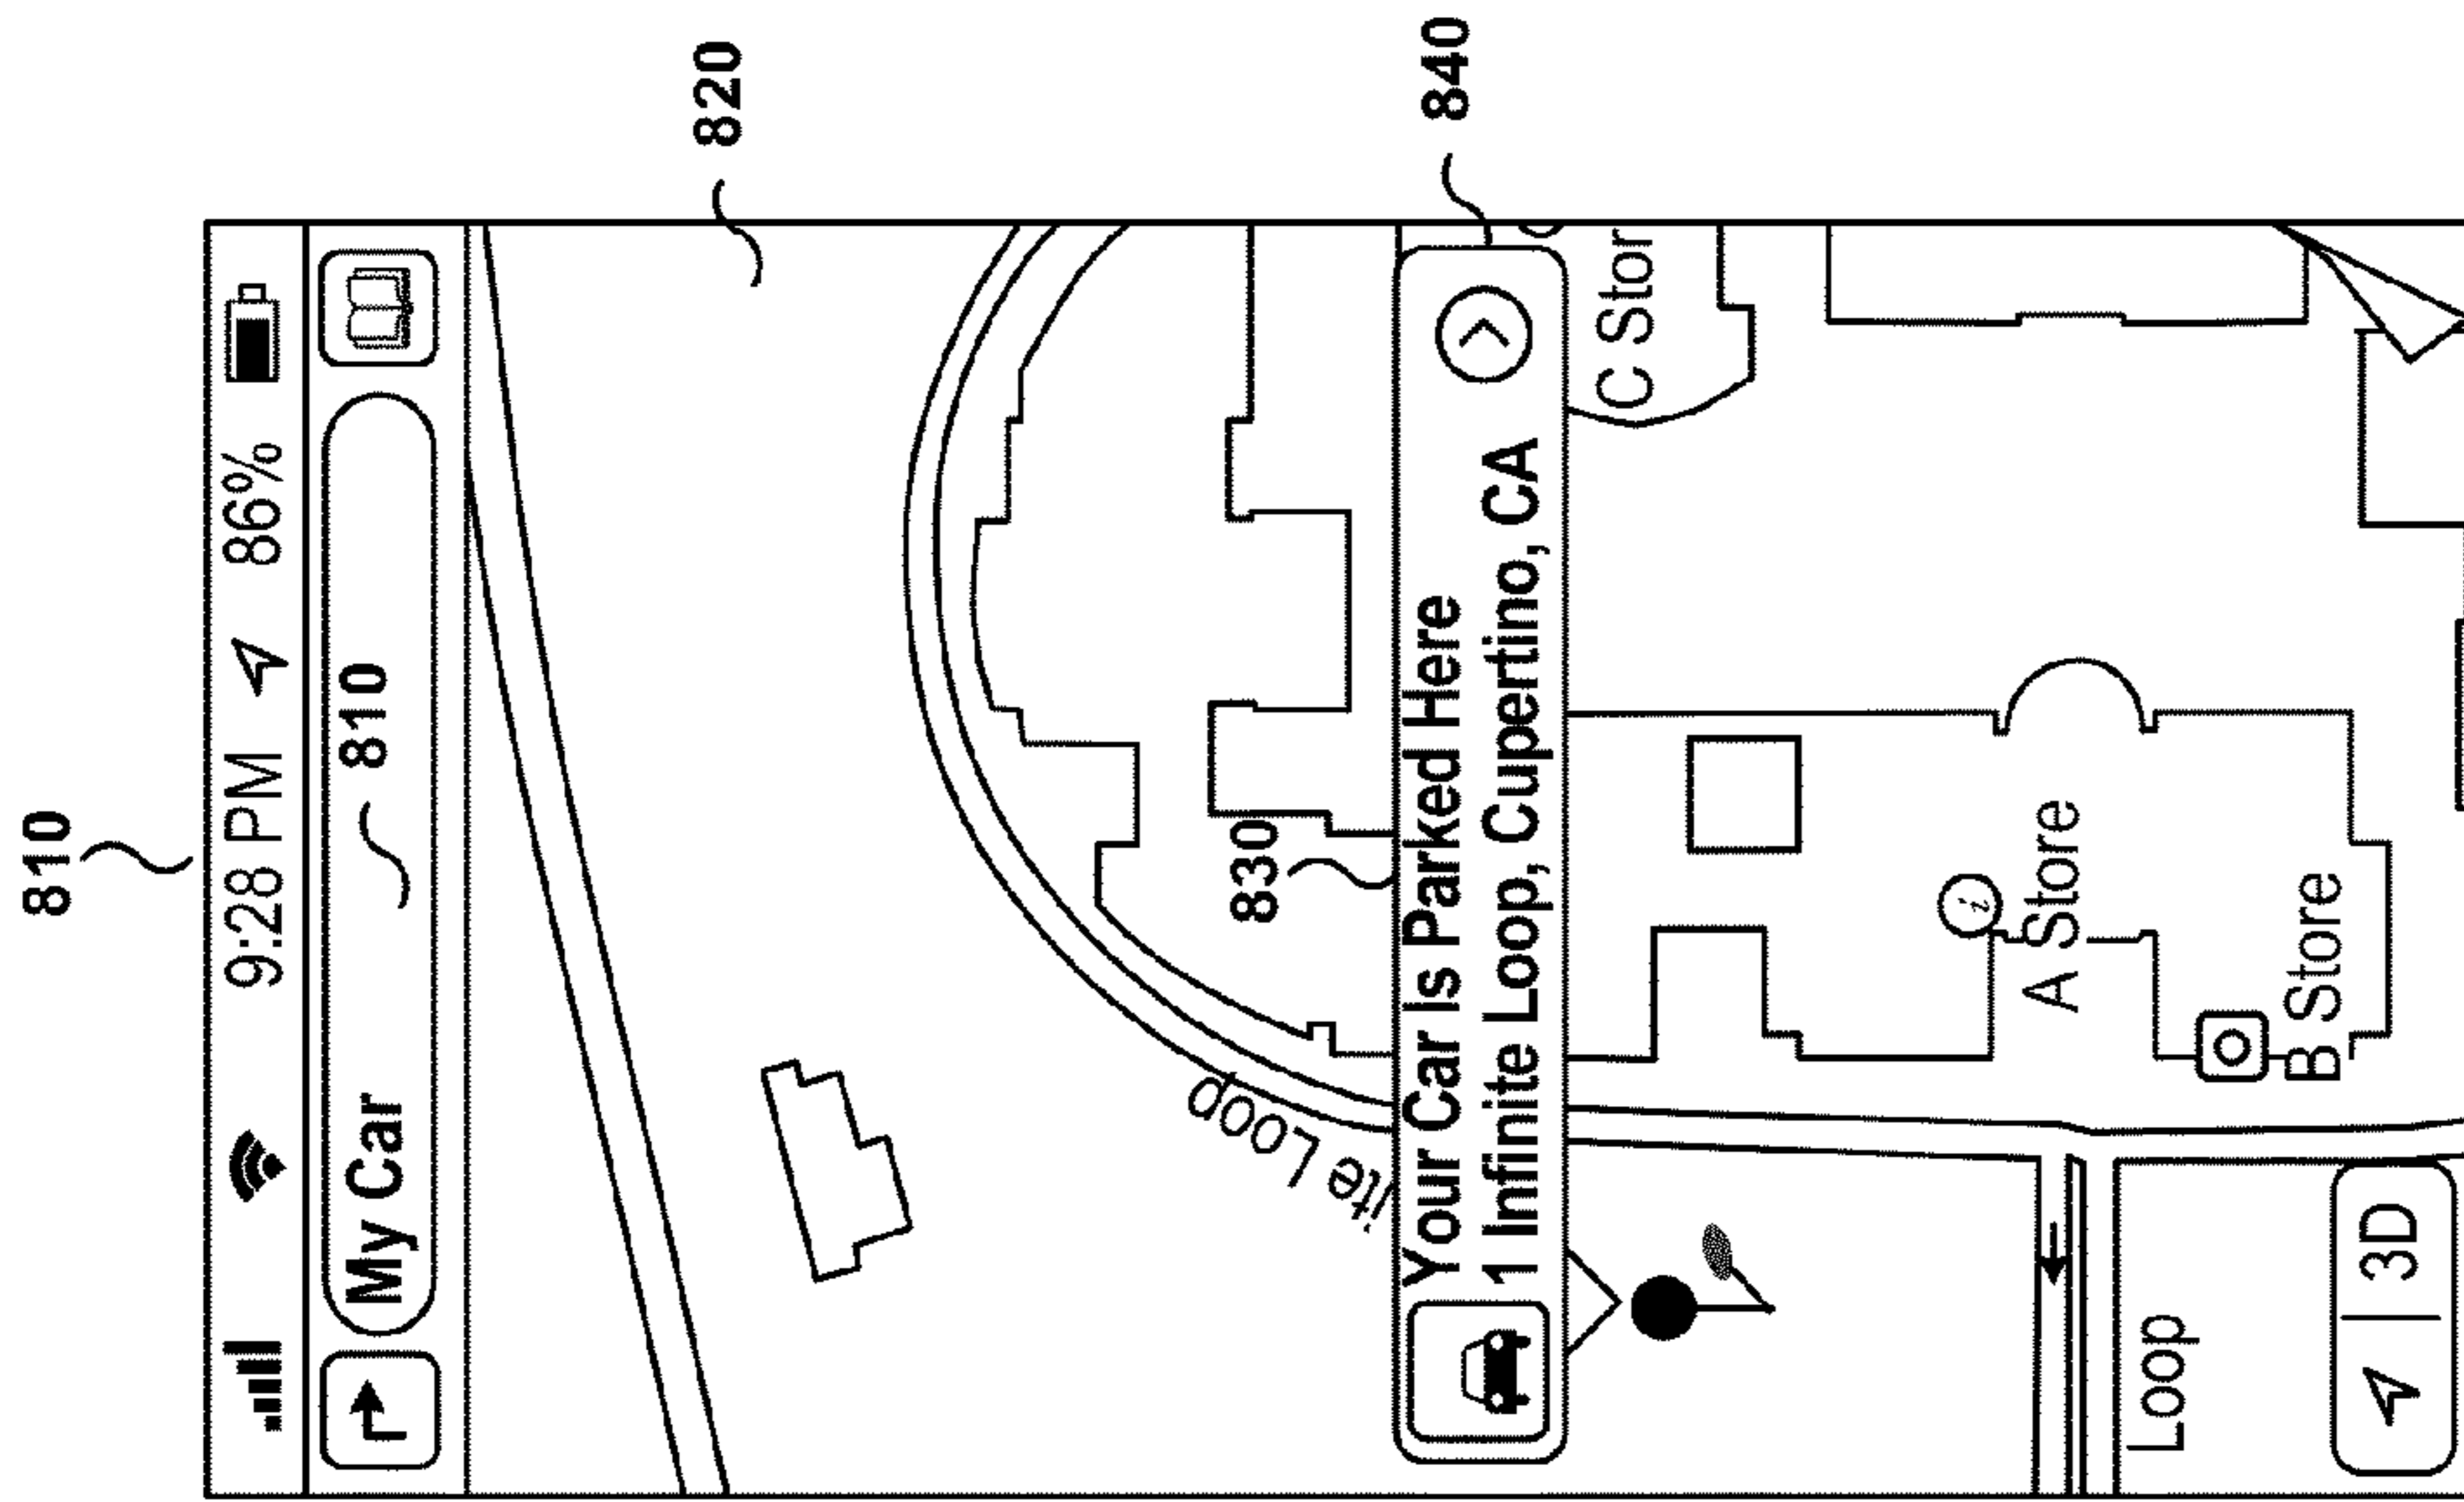 810
9:28 PM 86%
My Car 810
820
ite Loop
830
840
Your Car Is Parked Here
1 Infinite Loop, Cupertino, CA
C Stor
i
A Store
B Store
Loop
3D